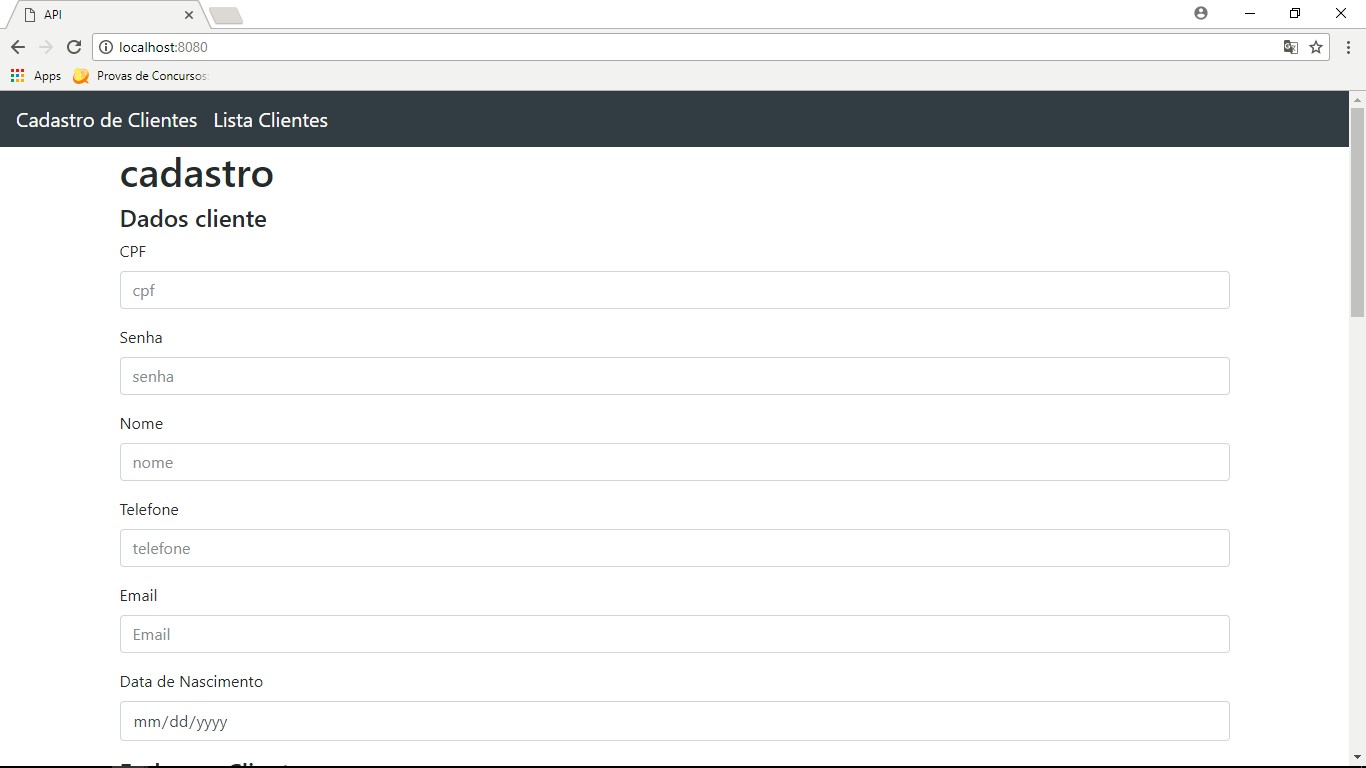 API
localhost:8080
Apps Provas de Concursos
Cadastro de Clientes Lista Clientes
cadastro
Dados cliente
CPF
cpf
Senha
senha
Nome
nome
Telefone
telefone
Email
Email
Data de Nascimento
mm/dd/yyyy